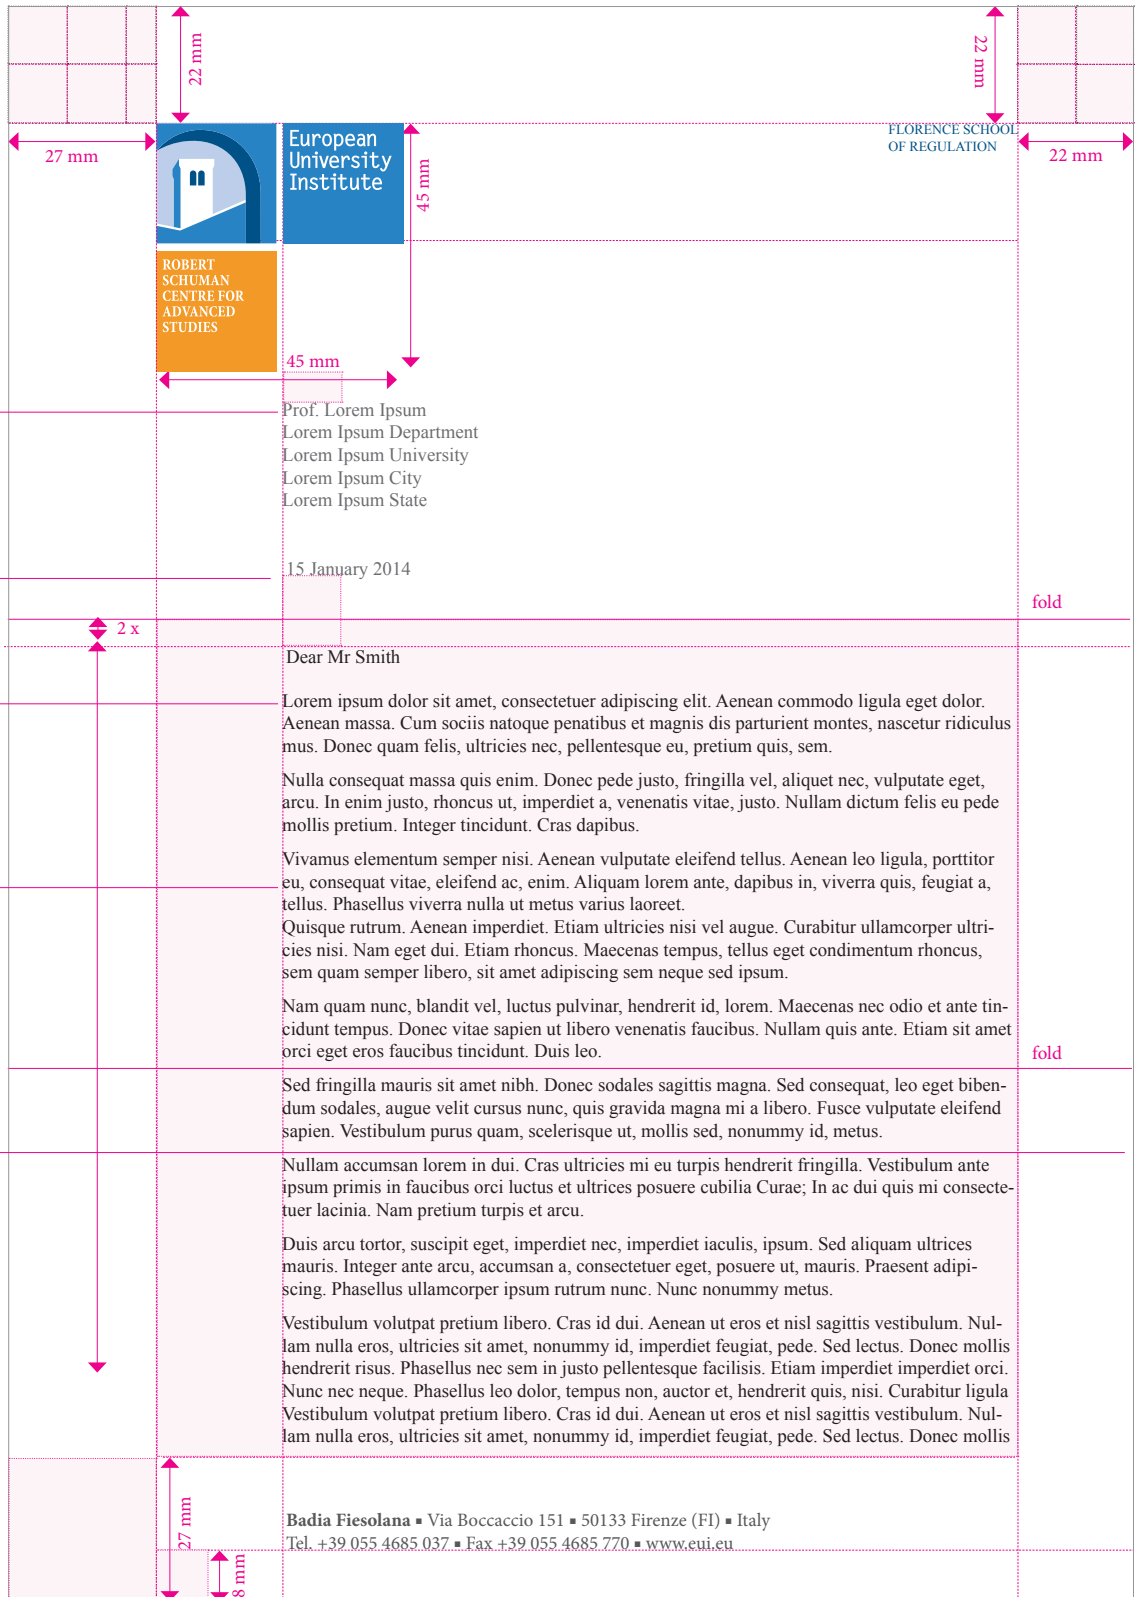 22 mm
22 mm
27 mm
European
University
Institute
45 mm
FLORENCE SCHOOL
OF REGULATION
22 mm
ROBERT
SCHUMAN
CENTRE FOR
ADVANCED
STUDIES
45 mm
Prof. Lorem Ipsum
Lorem Ipsum Department
Lorem Ipsum University
Lorem Ipsum City
Lorem Ipsum State
15 January 2014
fold
2 x
Dear Mr Smith
Lorem ipsum dolor sit amet, consectetuer adipiscing elit. Aenean commodo ligula eget dolor.
Aenean massa. Cum sociis natoque penatibus et magnis dis parturient montes, nascetur ridiculus
mus. Donec quam felis, ultricies nec, pellentesque eu, pretium quis, sem.
Nulla consequat massa quis enim. Donec pede justo, fringilla vel, aliquet nec, vulputate eget,
arcu. In enim justo, rhoncus ut, imperdiet a, venenatis vitae, justo. Nullam dictum felis eu pede
mollis pretium. Integer tincidunt. Cras dapibus.
Vivamus elementum semper nisi. Aenean vulputate eleifend tellus. Aenean leo ligula, porttitor
eu, consequat vitae, eleifend ac, enim. Aliquam lorem ante, dapibus in, viverra quis, feugiat a,
tellus. Phasellus viverra nulla ut metus varius laoreet.
Quisque rutrum. Aenean imperdiet. Etiam ultricies nisi vel augue. Curabitur ullamcorper ultri-
cies nisi. Nam eget dui. Etiam rhoncus. Maecenas tempus, tellus eget condimentum rhoncus,
sem quam semper libero, sit amet adipiscing sem neque sed ipsum.
Nam quam nunc, blandit vel, luctus pulvinar, hendrerit id, lorem. Maecenas nec odio et ante tin-
cidunt tempus. Donec vitae sapien ut libero venenatis faucibus. Nullam quis ante. Etiam sit amet
orci eget eros faucibus tincidunt. Duis leo.
fold
Sed fringilla mauris sit amet nibh. Donec sodales sagittis magna. Sed consequat, leo eget biben-
dum sodales, augue velit cursus nunc, quis gravida magna mi a libero. Fusce vulputate eleifend
sapien. Vestibulum purus quam, scelerisque ut, mollis sed, nonummy id, metus.
Nullam accumsan lorem in dui. Cras ultricies mi eu turpis hendrerit fringilla. Vestibulum ante
ipsum primis in faucibus orci luctus et ultrices posuere cubilia Curae; In ac dui quis mi consecte-
tuer lacinia. Nam pretium turpis et arcu.
Duis arcu tortor, suscipit eget, imperdiet nec, imperdiet iaculis, ipsum. Sed aliquam ultrices
mauris. Integer ante arcu, accumsan a, consectetuer eget, posuere ut, mauris. Praesent adipi-
scing. Phasellus ullamcorper ipsum rutrum nunc. Nunc nonummy metus.
Vestibulum volutpat pretium libero. Cras id dui. Aenean ut eros et nisl sagittis vestibulum. Nul-
lam nulla eros, ultricies sit amet, nonummy id, imperdiet feugiat, pede. Sed lectus. Donec mollis
hendrerit risus. Phasellus nec sem in justo pellentesque facilisis. Etiam imperdiet imperdiet orci.
Nunc nec neque. Phasellus leo dolor, tempus non, auctor et, hendrerit quis, nisi. Curabitur ligula
Vestibulum volutpat pretium libero. Cras id dui. Aenean ut eros et nisl sagittis vestibulum. Nul-
lam nulla eros, ultricies sit amet, nonummy id, imperdiet feugiat, pede. Sed lectus. Donec mollis
27 mm
Badia Fiesolana ▪ Via Boccaccio 151 ▪ 50133 Firenze (FI) ▪ Italy
Tel. +39 055 4685 037 ▪ Fax +39 055 4685 770 ▪ www.eui.eu
8 mm